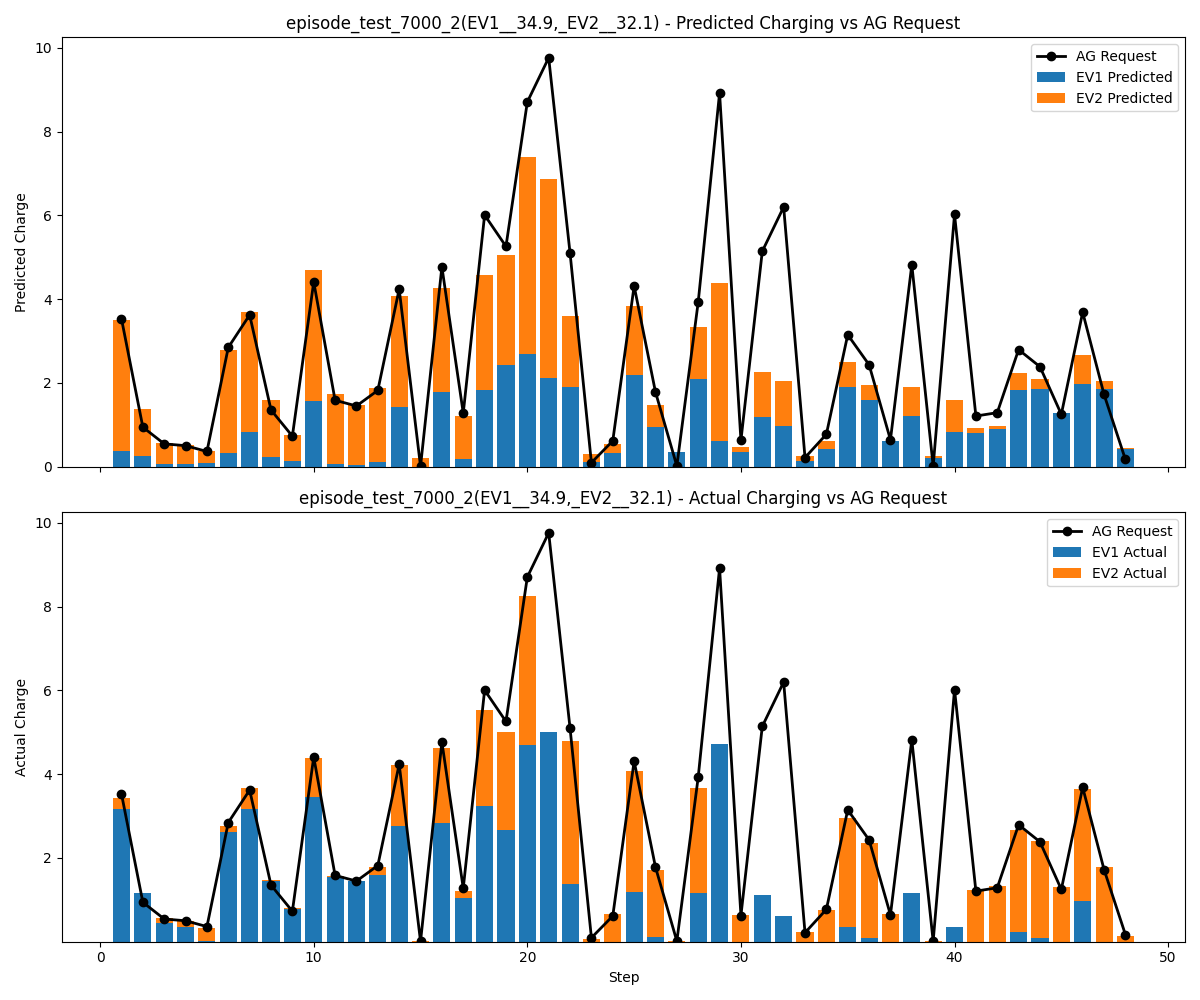 episode_test_7000_2(EV1__34.9,_EV2__32.1) - Predicted Charging vs AG Request
10
8
6
4
2
0
Predicted Charge
AG Request
EV1 Predicted
EV2 Predicted
episode_test_7000_2(EV1__34.9,_EV2__32.1) - Actual Charging vs AG Request
10
8
6
4
2
Actual Charge
AG Request
EV1 Actual
EV2 Actual
0 10 20 30 40 50
Step